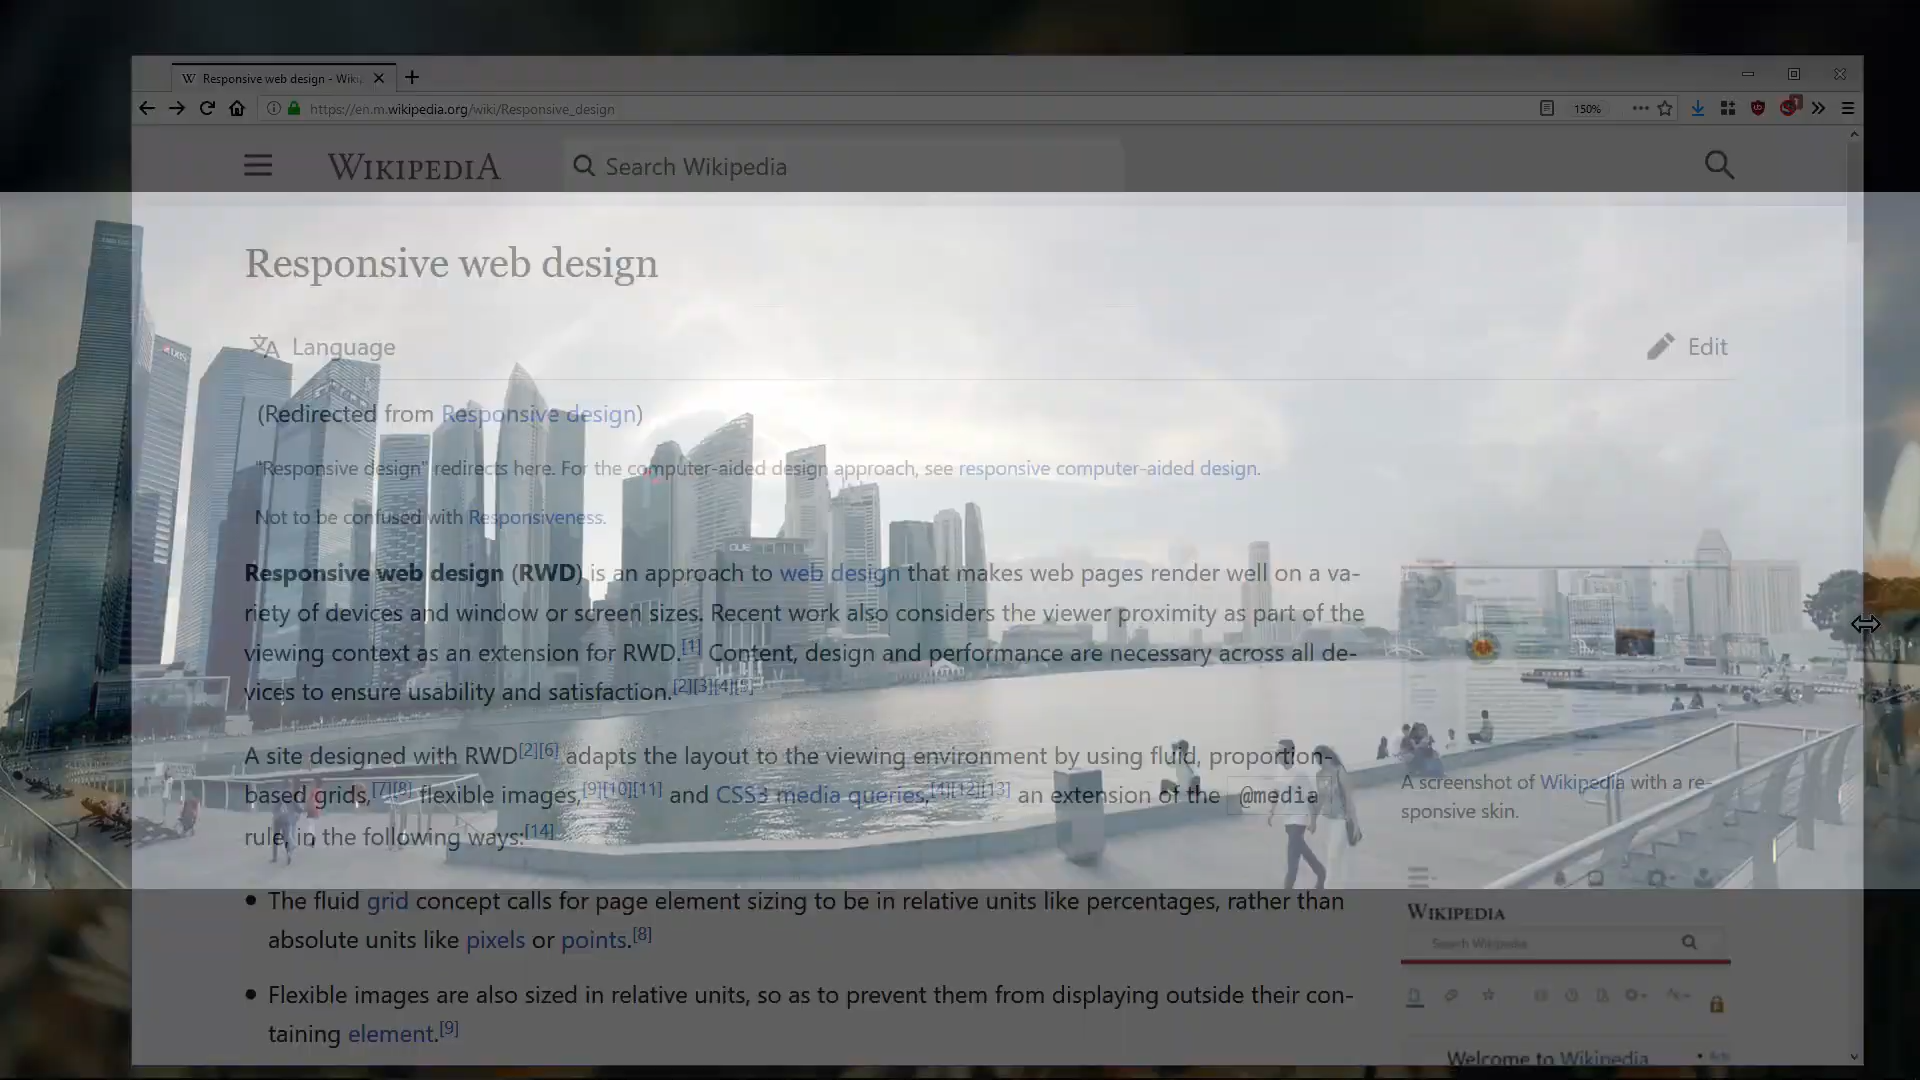 Responsive web design - Wiki
https://en.m.wikipedia.org/wiki/Responsive_design
150%
WIKIPEDIA
Search Wikipedia
Responsive web design
Language
Edit
(Redirected from Responsive design)
"Responsive design" redirects here. For the computer-aided design approach, see responsive computer-aided design.
Not to be confused with Responsiveness.
Responsive web design (RWD) is an approach to web design that makes web pages render well on a va-
riety of devices and window or screen sizes. Recent work also considers the viewer proximity as part of the
viewing context as an extension for RWD.[1] Content, design and performance are necessary across all de-
vices to ensure usability and satisfaction.[2][3][4][5]
A site designed with RWD[2][6] adapts the layout to the viewing environment by using fluid, proportion-
based grids,[7][8] flexible images,[9][10][11] and CSS3 media queries,[4][12][13] an extension of the @media
rule, in the following ways:[14]
• The fluid grid concept calls for page element sizing to be in relative units like percentages, rather than
absolute units like pixels or points.[8]
• Flexible images are also sized in relative units, so as to prevent them from displaying outside their con-
taining element.[9]
A screenshot of Wikipedia with a re-
sponsive skin.
WIKIPEDIA
Search Wikipedia
Welcome to Wikipedia
• Arts